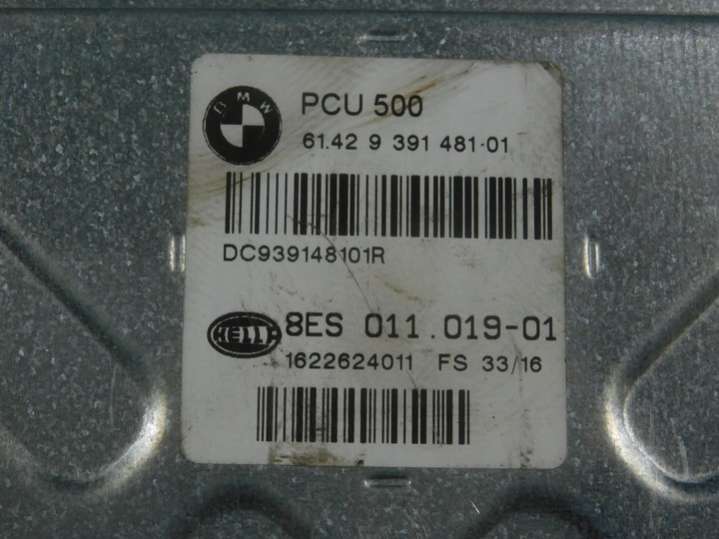 BMW
PCU 500
61.42 9 391 481-01
DC939148101R
HELLA
8ES 011.019-01
1622624011 FS 33/16